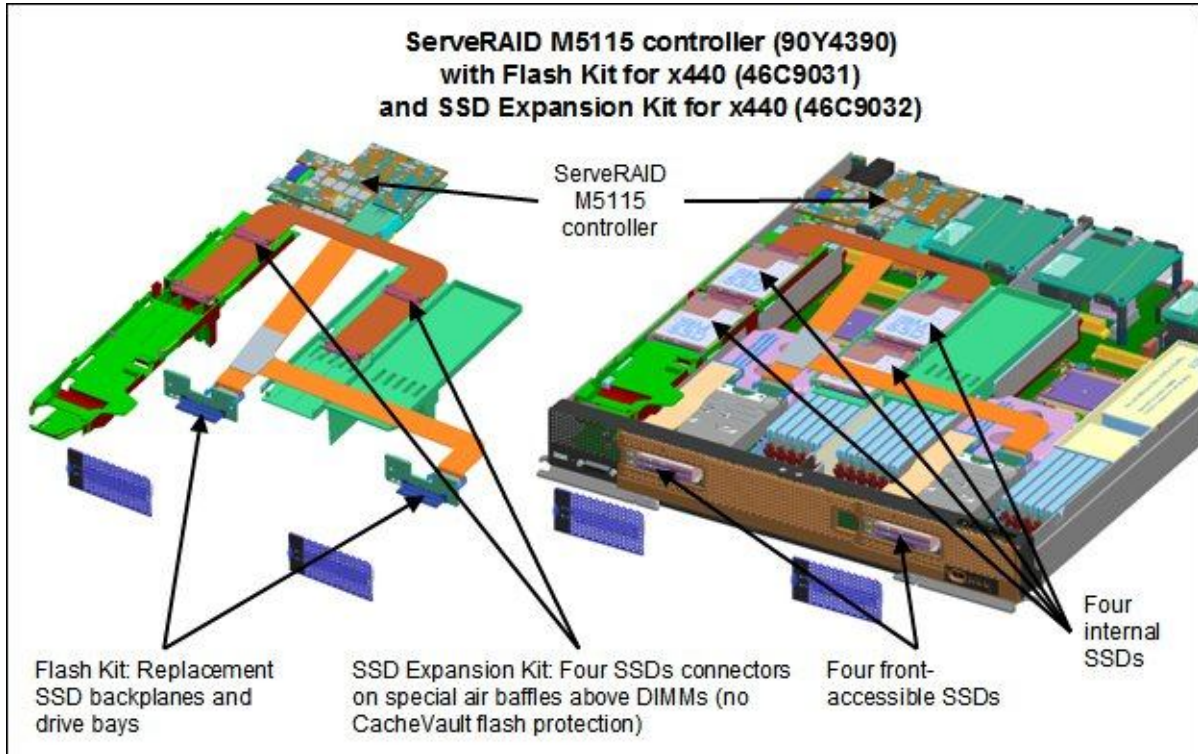 ServeRAID M5115 controller (90Y4390)
with Flash Kit for x440 (46C9031)
and SSD Expansion Kit for x440 (46C9032)
ServeRAID
M5115
controller
Flash Kit: Replacement
SSD backplanes and
drive bays
SSD Expansion Kit: Four SSDs connectors
on special air baffles above DIMMs (no
CacheVault flash protection)
Four front-
accessible SSDs
Four
internal
SSDs